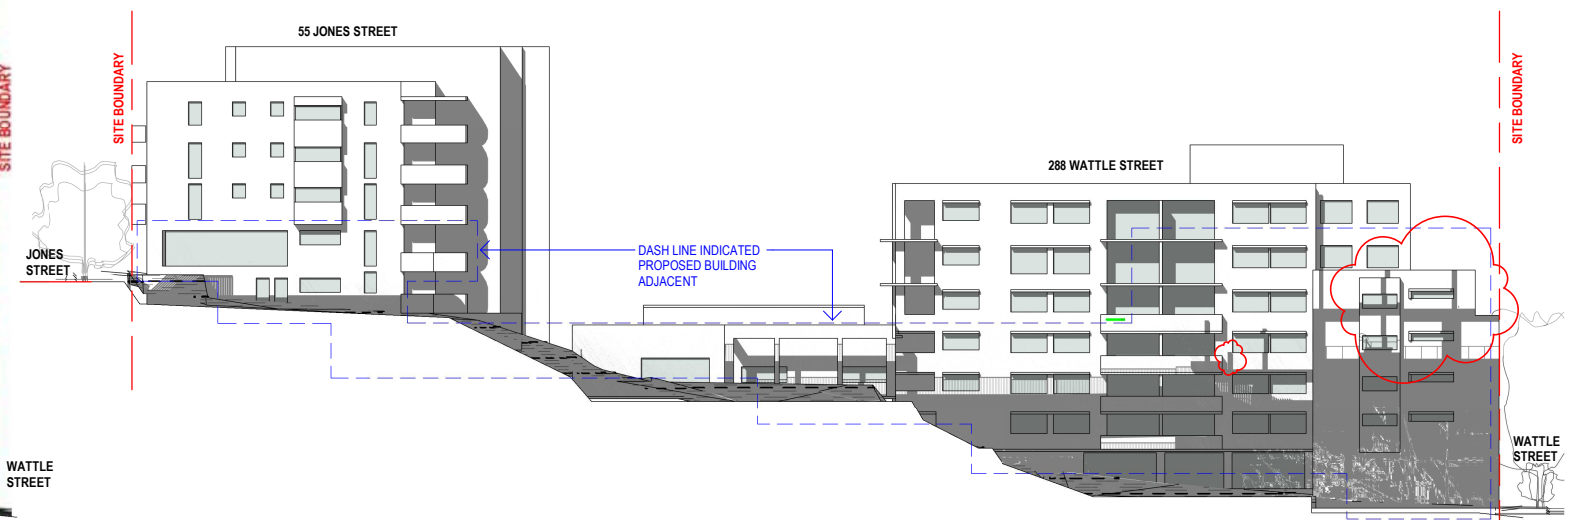 SITE BOUNDARY
55 JONES STREET
SITE BOUNDARY
288 WATTLE STREET
SITE BOUNDARY
JONES
STREET
DASH LINE INDICATED
PROPOSED BUILDING
ADJACENT
WATTLE
STREET
WATTLE
STREET